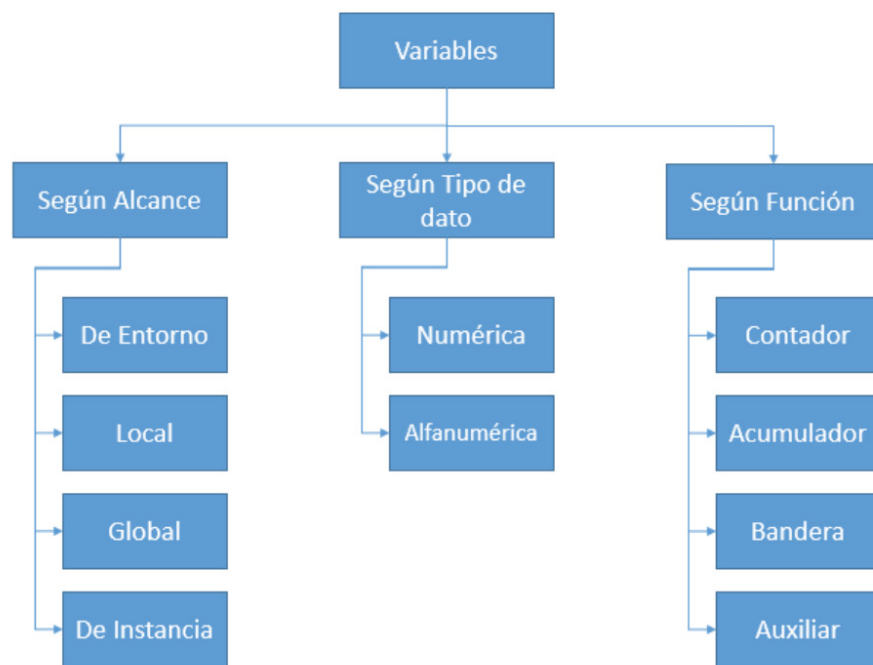 Variables
Según Alcance
De Entorno
Local
Global
De Instancia
Según Tipo de
dato
Numérica
Alfanumérica
Según Función
Contador
Acumulador
Bandera
Auxiliar